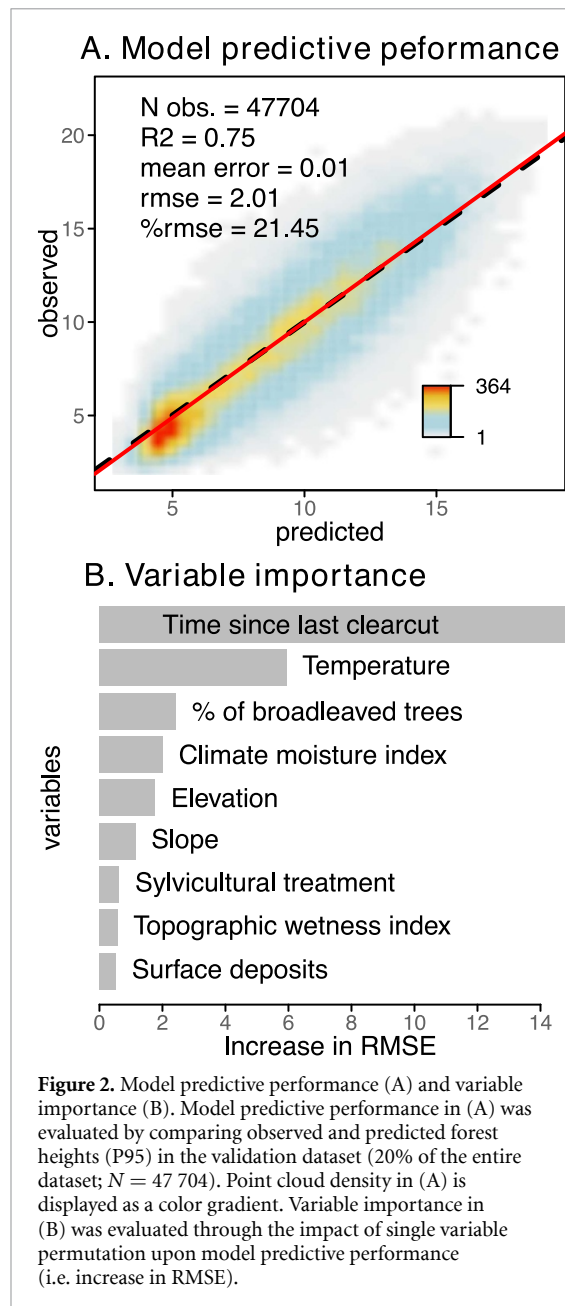 A. Model predictive peformance
N obs. = 47704
R2 = 0.75
mean error = 0.01
rmse = 2.01
%rmse = 21.45
20
15
10
5
observed
364
1
5 10 15
predicted
B. Variable importance
Time since last clearcut
Temperature
% of broadleaved trees
Climate moisture index
Elevation
Slope
Sylvicultural treatment
Topographic wetness index
Surface deposits
variables
0 2 4 6 8 10 12 14
Increase in RMSE
Figure 2. Model predictive performance (A) and variable
importance (B). Model predictive performance in (A) was
evaluated by comparing observed and predicted forest
heights (P95) in the validation dataset (20% of the entire
dataset; N = 47 704). Point cloud density in (A) is
displayed as a color gradient. Variable importance in
(B) was evaluated through the impact of single variable
permutation upon model predictive performance
(i.e. increase in RMSE).